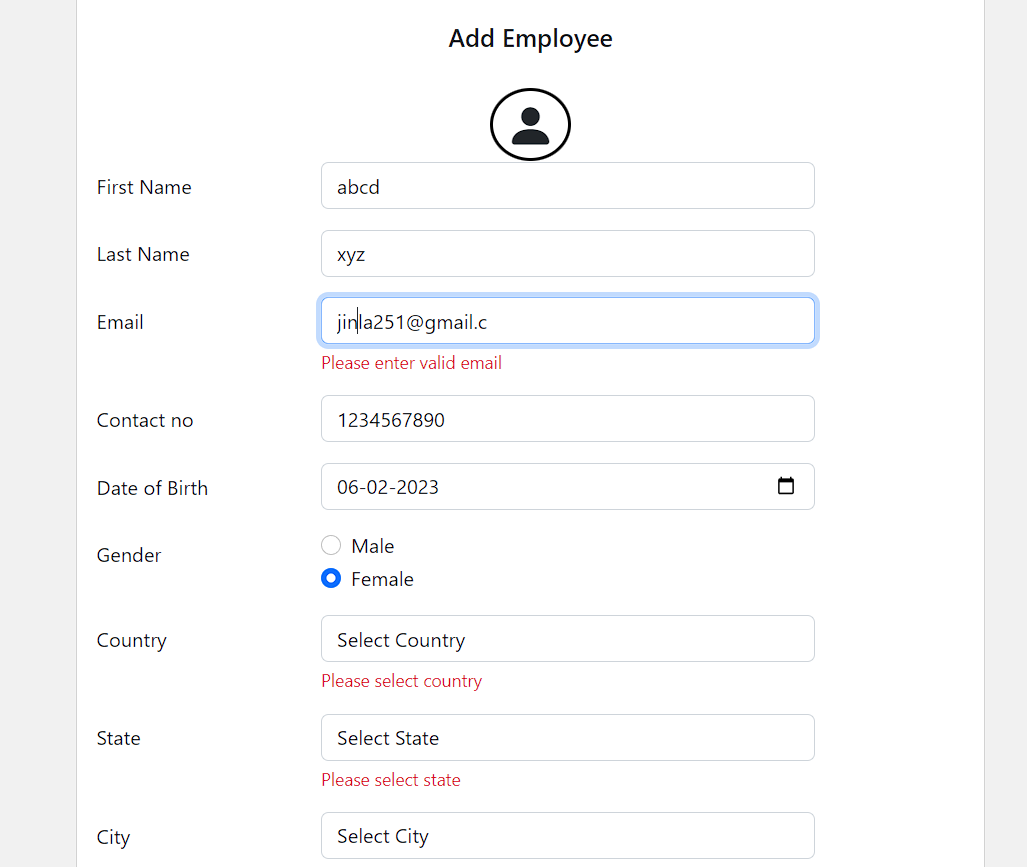 Add Employee
First Name abcd
Last Name xyz
Email jinla251@gmail.c
Please enter valid email
Contact no 1234567890
Date of Birth 06-02-2023
Gender Male
Female
Country Select Country
Please select country
State Select State
Please select state
City Select City